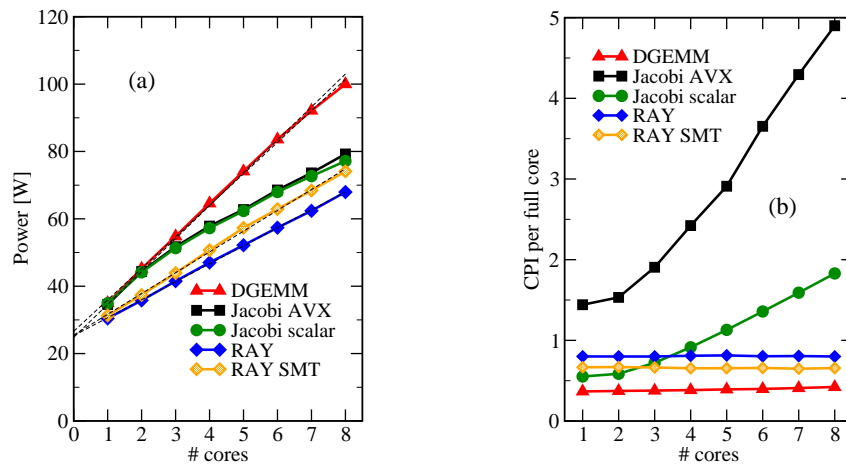 120
100
80
60
40
20
0
Power [W]
(a)
DGEMM
Jacobi AVX
Jacobi scalar
RAY
RAY SMT
0 1 2 3 4 5 6 7 8
# cores
5
4
3
2
1
0
CPI per full core
DGEMM
Jacobi AVX
Jacobi scalar
RAY
RAY SMT
(b)
1 2 3 4 5 6 7 8
# cores